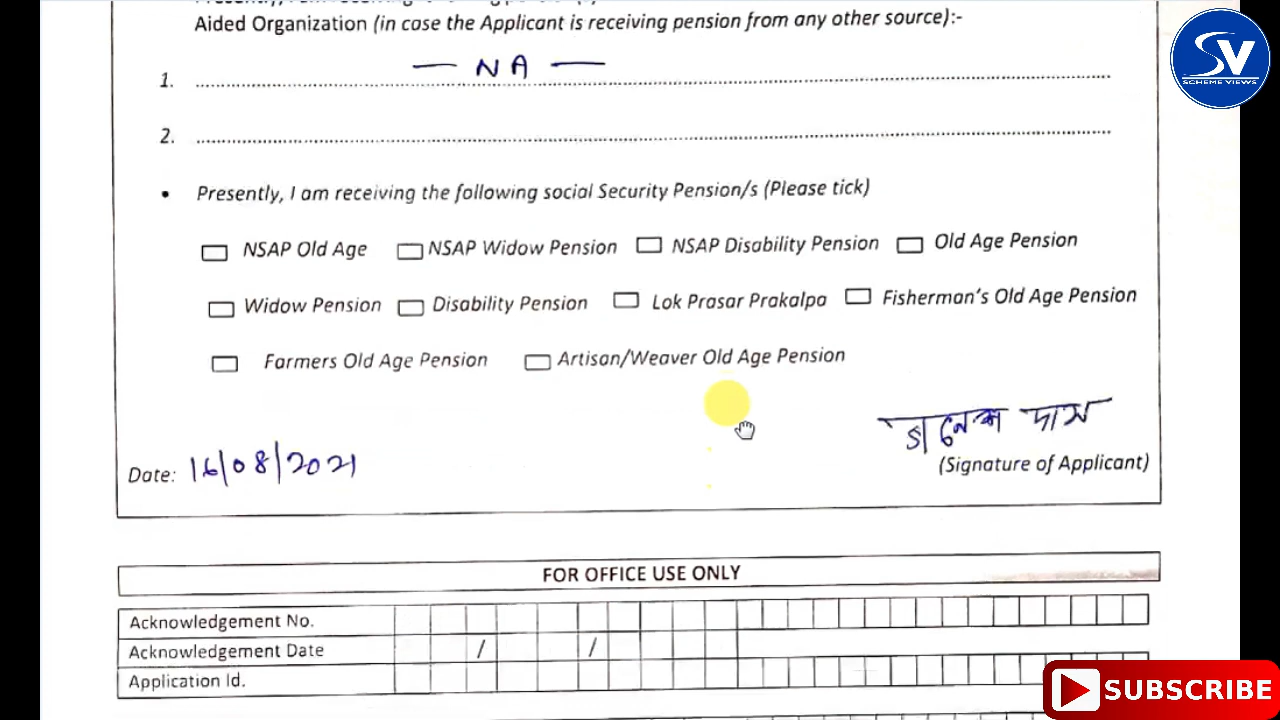 Aided Organization (in case the Applicant is receiving pension from any other source):-
1. — NA —
2.
• Presently, I am receiving the following social Security Pension/s (Please tick)
NSAP Old Age NSAP Widow Pension NSAP Disability Pension Old Age Pension
Widow Pension Disability Pension Lok Prasar Prakalpa Fisherman's Old Age Pension
Farmers Old Age Pension Artisan/Weaver Old Age Pension
দাস
Date: 16/08/2021
(Signature of Applicant)
FOR OFFICE USE ONLY
Acknowledgement No.
Acknowledgement Date / /
Application Id.
SV
SCHEME VIEWS
SUBSCRIBE